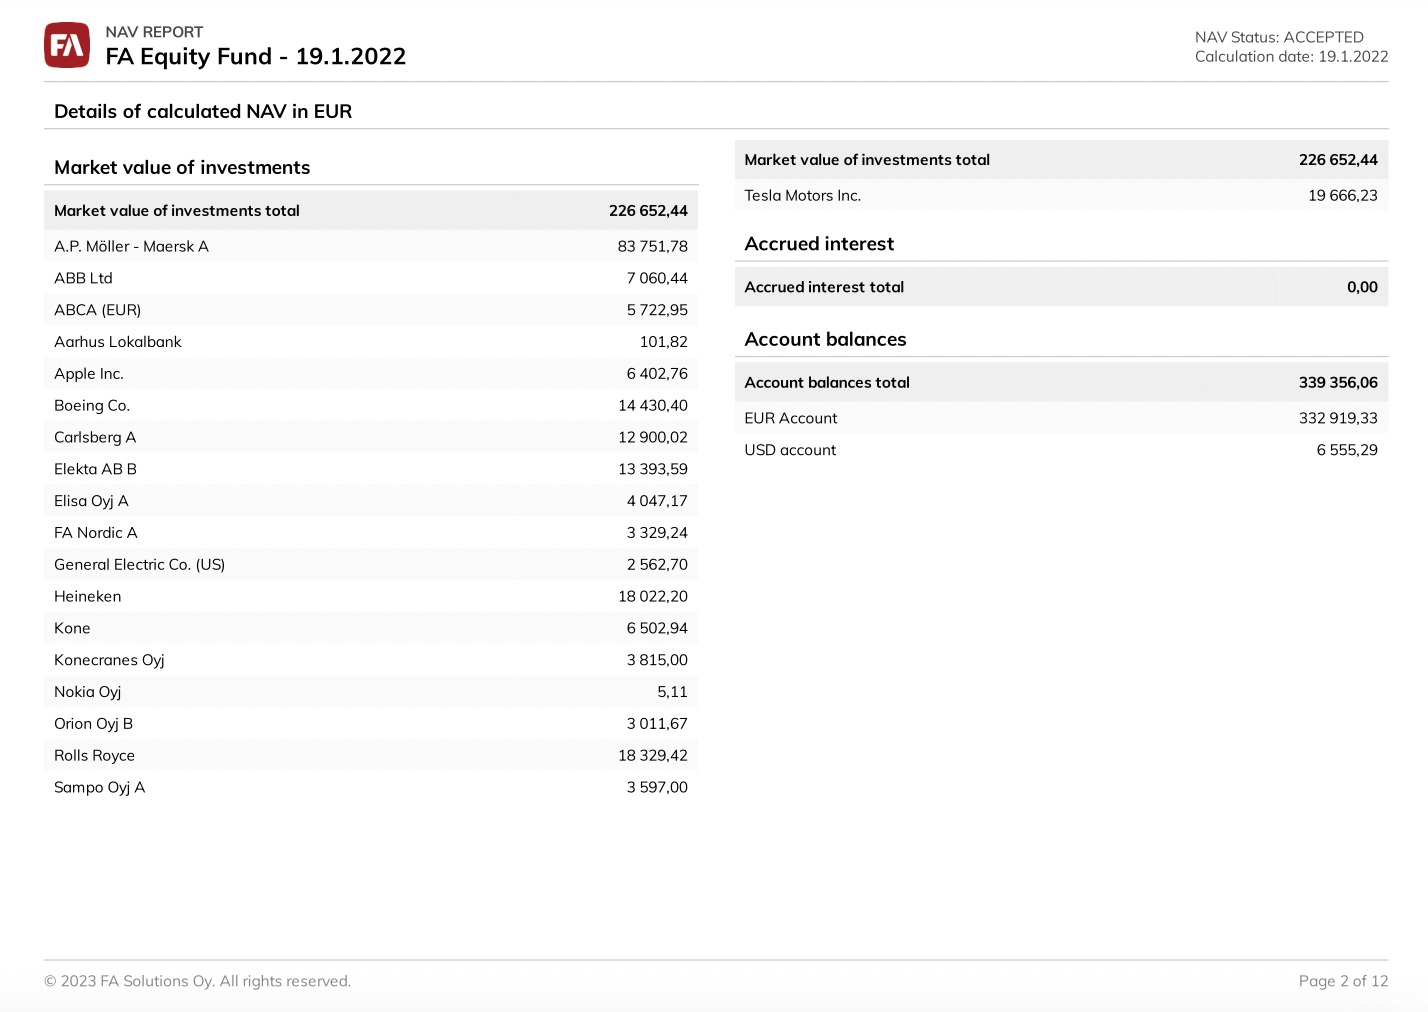 FA
NAV REPORT
FA Equity Fund - 19.1.2022
NAV Status: ACCEPTED
Calculation date: 19.1.2022
Details of calculated NAV in EUR
Market value of investments
Market value of investments total 226 652,44
A.P. Möller - Maersk A 83 751,78
ABB Ltd 7 060,44
ABCA (EUR) 5 722,95
Aarhus Lokalbank 101,82
Apple Inc. 6 402,76
Boeing Co. 14 430,40
Carlsberg A 12 900,02
Elekta AB B 13 393,59
Elisa Oyj A 4 047,17
FA Nordic A 3 329,24
General Electric Co. (US) 2 562,70
Heineken 18 022,20
Kone 6 502,94
Konecranes Oyj 3 815,00
Nokia Oyj 5,11
Orion Oyj B 3 011,67
Rolls Royce 18 329,42
Sampo Oyj A 3 597,00
Market value of investments total 226 652,44
Tesla Motors Inc. 19 666,23
Accrued interest
Accrued interest total 0,00
Account balances
Account balances total 339 356,06
EUR Account 332 919,33
USD account 6 555,29
© 2023 FA Solutions Oy. All rights reserved.
Page 2 of 12